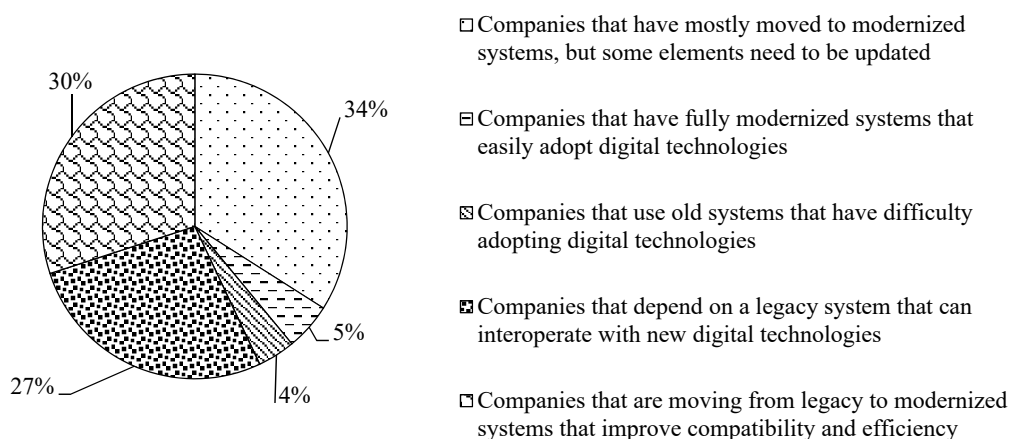 30%
34%
5%
4%
27%
Companies that have mostly moved to modernized
systems, but some elements need to be updated
Companies that have fully modernized systems that
easily adopt digital technologies
Companies that use old systems that have difficulty
adopting digital technologies
Companies that depend on a legacy system that can
interoperate with new digital technologies
Companies that are moving from legacy to modernized
systems that improve compatibility and efficiency